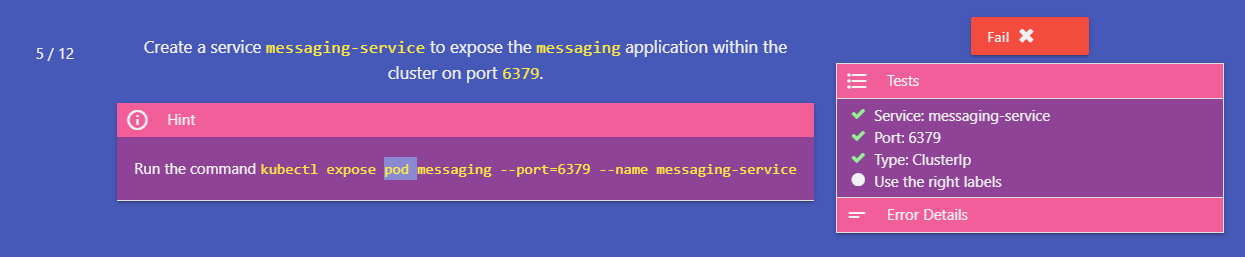 5 / 12
Create a service messaging-service to expose the messaging application within the
cluster on port 6379.
Hint
Run the command kubectl expose pod messaging --port=6379 --name messaging-service
Fail ✖
Tests
Service: messaging-service
Port: 6379
Type: ClusterIp
Use the right labels
Error Details